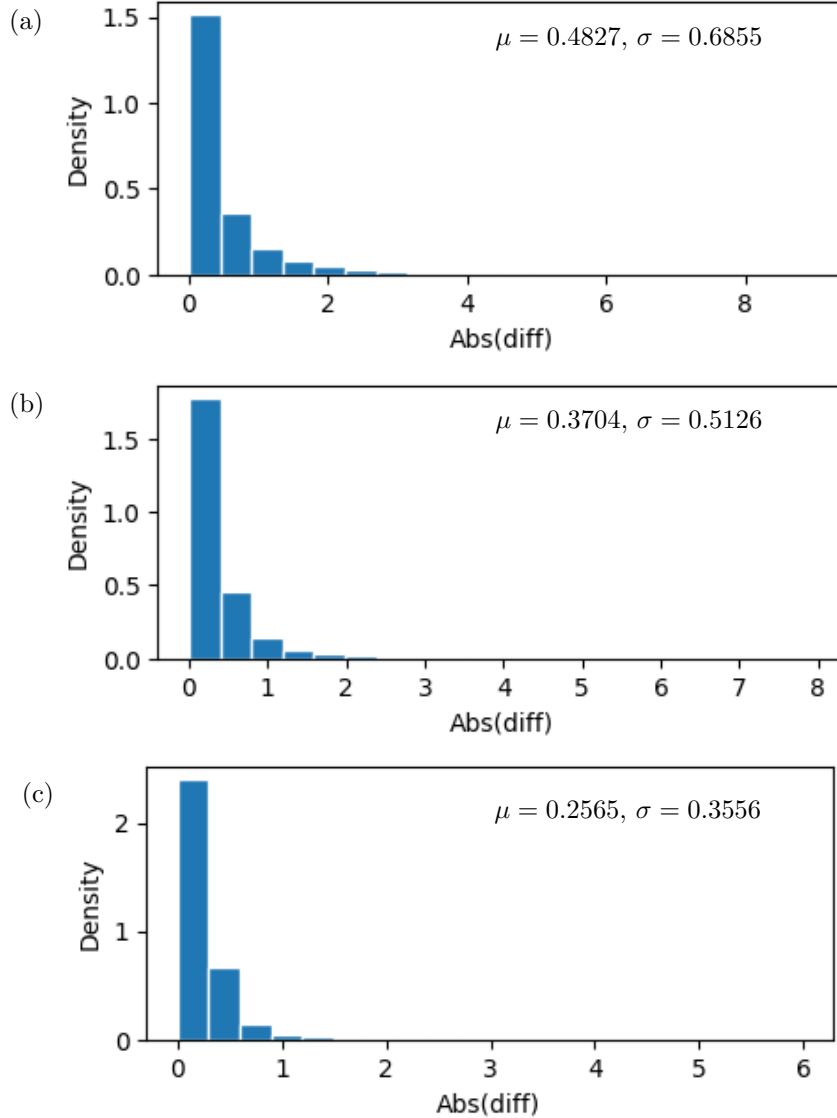 (a)
μ = 0.4827, σ = 0.6855
Density
1.5
1.0
0.5
0.0
0 2 4 6 8
Abs(diff)
(b)
μ = 0.3704, σ = 0.5126
Density
1.5
1.0
0.5
0.0
0 1 2 3 4 5 6 7 8
Abs(diff)
(c)
μ = 0.2565, σ = 0.3556
Density
2
1
0
0 1 2 3 4 5 6
Abs(diff)